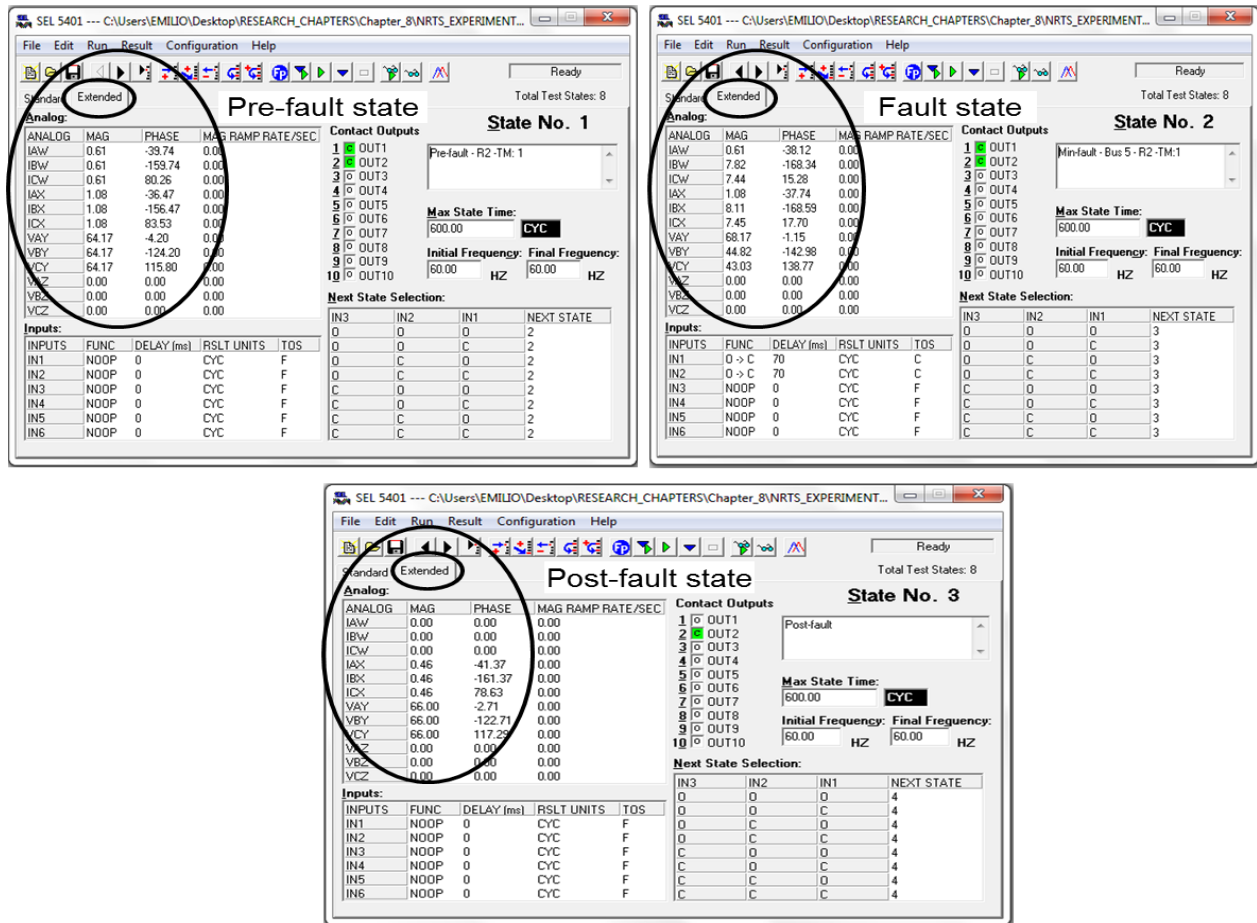 SEL 5401 --- C:\Users\EMILIO\Desktop\RESEARCH_CHAPTERS\Chapter_8\NRTS_EXPERIMENT...
File Edit Run Result Configuration Help
FP
Ready
Standard Extended
Pre-fault state
Total Test States: 8
Analog:
State No. 1
ANALOG MAG PHASE MAG RAMP RATE/SEC
IAW 0.61 -39.74 0.00
IBW 0.61 -159.74 0.00
ICW 0.61 80.26 0.00
IAX 1.08 -36.47 0.00
IBX 1.08 -156.47 0.00
ICX 1.08 83.53 0.00
VAY 64.17 -4.20 0.00
VBY 64.17 -124.20 0.00
VCY 64.17 115.80 0.00
VAZ 0.00 0.00 0.00
VBZ 0.00 0.00 0.00
VCZ 0.00 0.00 0.00
Contact Outputs
1 C OUT1
2 C OUT2
3 O OUT3
4 O OUT4
5 O OUT5
6 O OUT6
7 O OUT7
8 O OUT8
9 O OUT9
10 O OUT10
Pre-fault - R2 -TM: 1
Max State Time:
600.00 CYC
Initial Frequency: Final Frequency:
60.00 HZ 60.00 HZ
Next State Selection:
IN3 IN2 IN1 NEXT STATE
O O O 2
O O C 2
O C O 2
O C C 2
C O O 2
C O C 2
C C O 2
C C C 2
Inputs:
INPUTS FUNC DELAY (ms) RSLT UNITS TOS
IN1 NOOP 0 CYC F
IN2 NOOP 0 CYC F
IN3 NOOP 0 CYC F
IN4 NOOP 0 CYC F
IN5 NOOP 0 CYC F
IN6 NOOP 0 CYC F
SEL 5401 --- C:\Users\EMILIO\Desktop\RESEARCH_CHAPTERS\Chapter_8\NRTS_EXPERIMENT...
File Edit Run Result Configuration Help
FP
Ready
Standard Extended
Fault state
Total Test States: 8
Analog:
State No. 2
ANALOG MAG PHASE MAG RAMP RATE/SEC
IAW 0.61 -38.12 0.00
IBW 7.82 -168.34 0.00
ICW 7.44 15.28 0.00
IAX 1.08 -37.74 0.00
IBX 8.11 -168.59 0.00
ICX 7.45 17.70 0.00
VAY 68.17 -1.15 0.00
VBY 44.82 -142.98 0.00
VCY 43.03 138.77 0.00
VAZ 0.00 0.00 0.00
VBZ 0.00 0.00 0.00
VCZ 0.00 0.00 0.00
Contact Outputs
1 C OUT1
2 C OUT2
3 O OUT3
4 O OUT4
5 O OUT5
6 O OUT6
7 O OUT7
8 O OUT8
9 O OUT9
10 O OUT10
Min-fault - Bus 5 - R2 -TM:1
Max State Time:
600.00 CYC
Initial Frequency: Final Frequency:
60.00 HZ 60.00 HZ
Next State Selection:
IN3 IN2 IN1 NEXT STATE
O O O 3
O O C 3
O C O 3
O C C 3
C O O 3
C O C 3
C C O 3
C C C 3
Inputs:
INPUTS FUNC DELAY (ms) RSLT UNITS TOS
IN1 O -> C 70 CYC C
IN2 O -> C 70 CYC C
IN3 NOOP 0 CYC F
IN4 NOOP 0 CYC F
IN5 NOOP 0 CYC F
IN6 NOOP 0 CYC F
SEL 5401 --- C:\Users\EMILIO\Desktop\RESEARCH_CHAPTERS\Chapter_8\NRTS_EXPERIMENT...
File Edit Run Result Configuration Help
FP
Ready
Standard Extended
Post-fault state
Total Test States: 8
Analog:
State No. 3
ANALOG MAG PHASE MAG RAMP RATE/SEC
IAW 0.00 0.00 0.00
IBW 0.00 0.00 0.00
ICW 0.00 0.00 0.00
IAX 0.46 -41.37 0.00
IBX 0.46 -161.37 0.00
ICX 0.46 78.63 0.00
VAY 66.00 -2.71 0.00
VBY 66.00 -122.71 0.00
VCY 66.00 117.29 0.00
VAZ 0.00 0.00 0.00
VBZ 0.00 0.00 0.00
VCZ 0.00 0.00 0.00
Contact Outputs
1 O OUT1
2 C OUT2
3 O OUT3
4 O OUT4
5 O OUT5
6 O OUT6
7 O OUT7
8 O OUT8
9 O OUT9
10 O OUT10
Post-fault
Max State Time:
600.00 CYC
Initial Frequency: Final Frequency:
60.00 HZ 60.00 HZ
Next State Selection:
IN3 IN2 IN1 NEXT STATE
O O O 4
O O C 4
O C O 4
O C C 4
C O O 4
C O C 4
C C O 4
C C C 4
Inputs:
INPUTS FUNC DELAY (ms) RSLT UNITS TOS
IN1 NOOP 0 CYC F
IN2 NOOP 0 CYC F
IN3 NOOP 0 CYC F
IN4 NOOP 0 CYC F
IN5 NOOP 0 CYC F
IN6 NOOP 0 CYC F